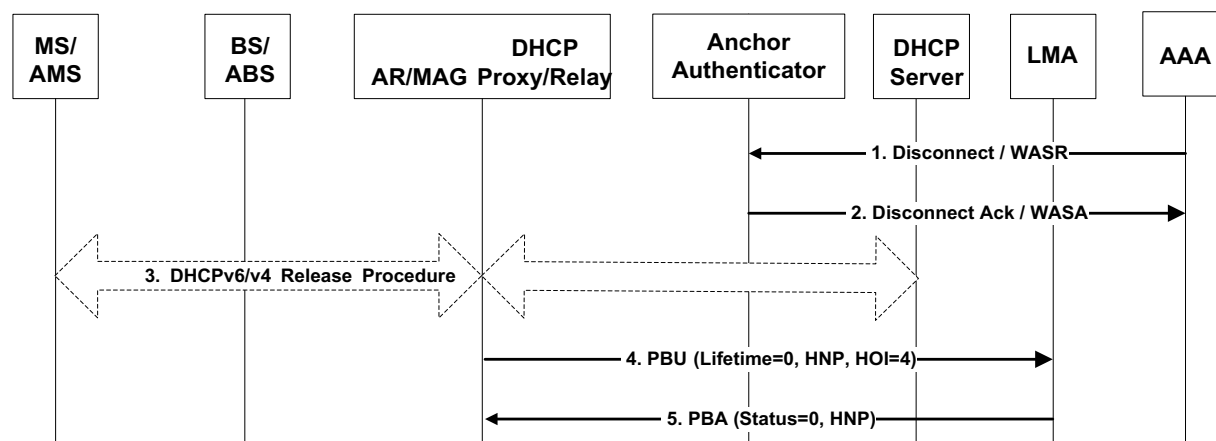 MS/
AMS
BS/
ABS
DHCP
AR/MAG Proxy/Relay
Anchor
Authenticator
DHCP
Server
LMA
AAA
1. Disconnect / WASR
2. Disconnect Ack / WASA
3. DHCPv6/v4 Release Procedure
4. PBU (Lifetime=0, HNP, HOI=4)
5. PBA (Status=0, HNP)